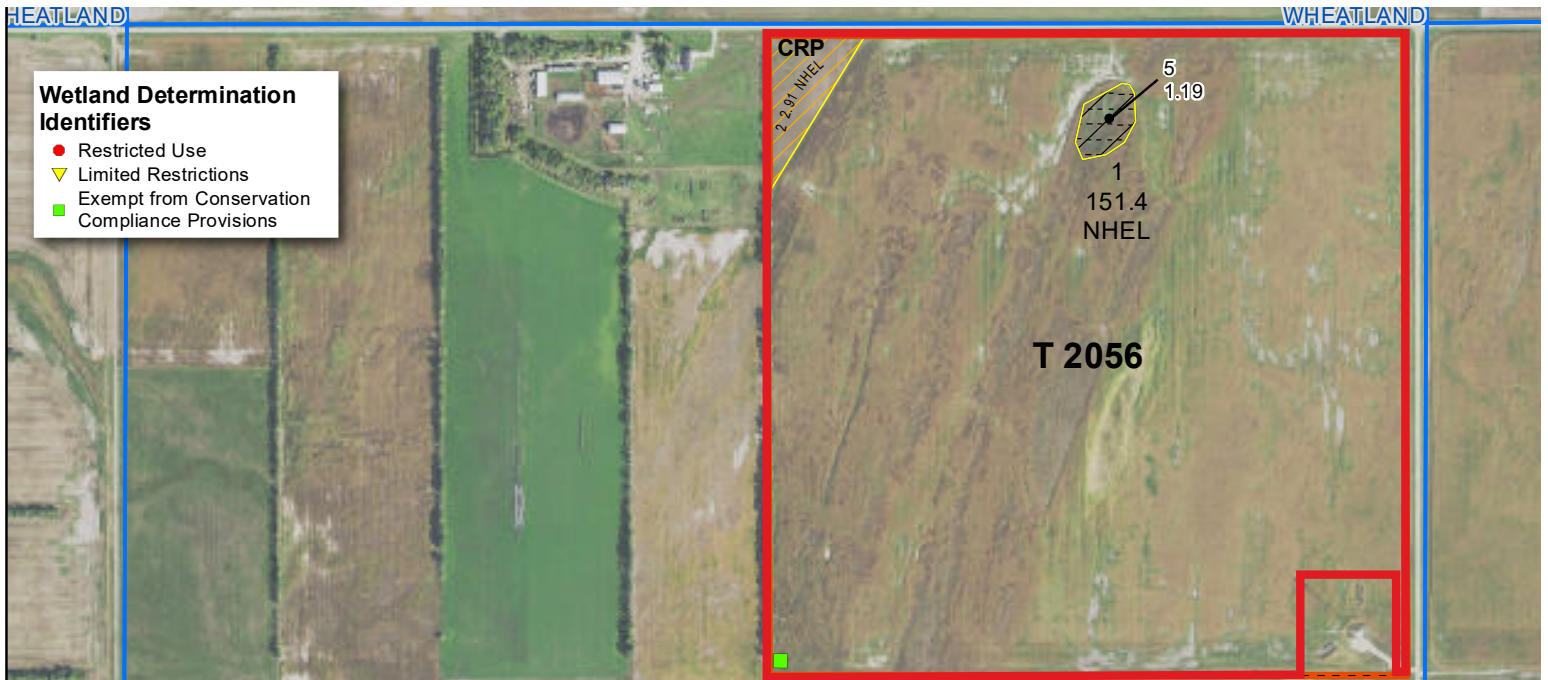 HEATLAND
WHEATLAND
Wetland Determination
Identifiers
Restricted Use
Limited Restrictions
Exempt from Conservation
Compliance Provisions
CRP
2 2.91 NHEL
5
1.19
1
151.4
NHEL
T 2056